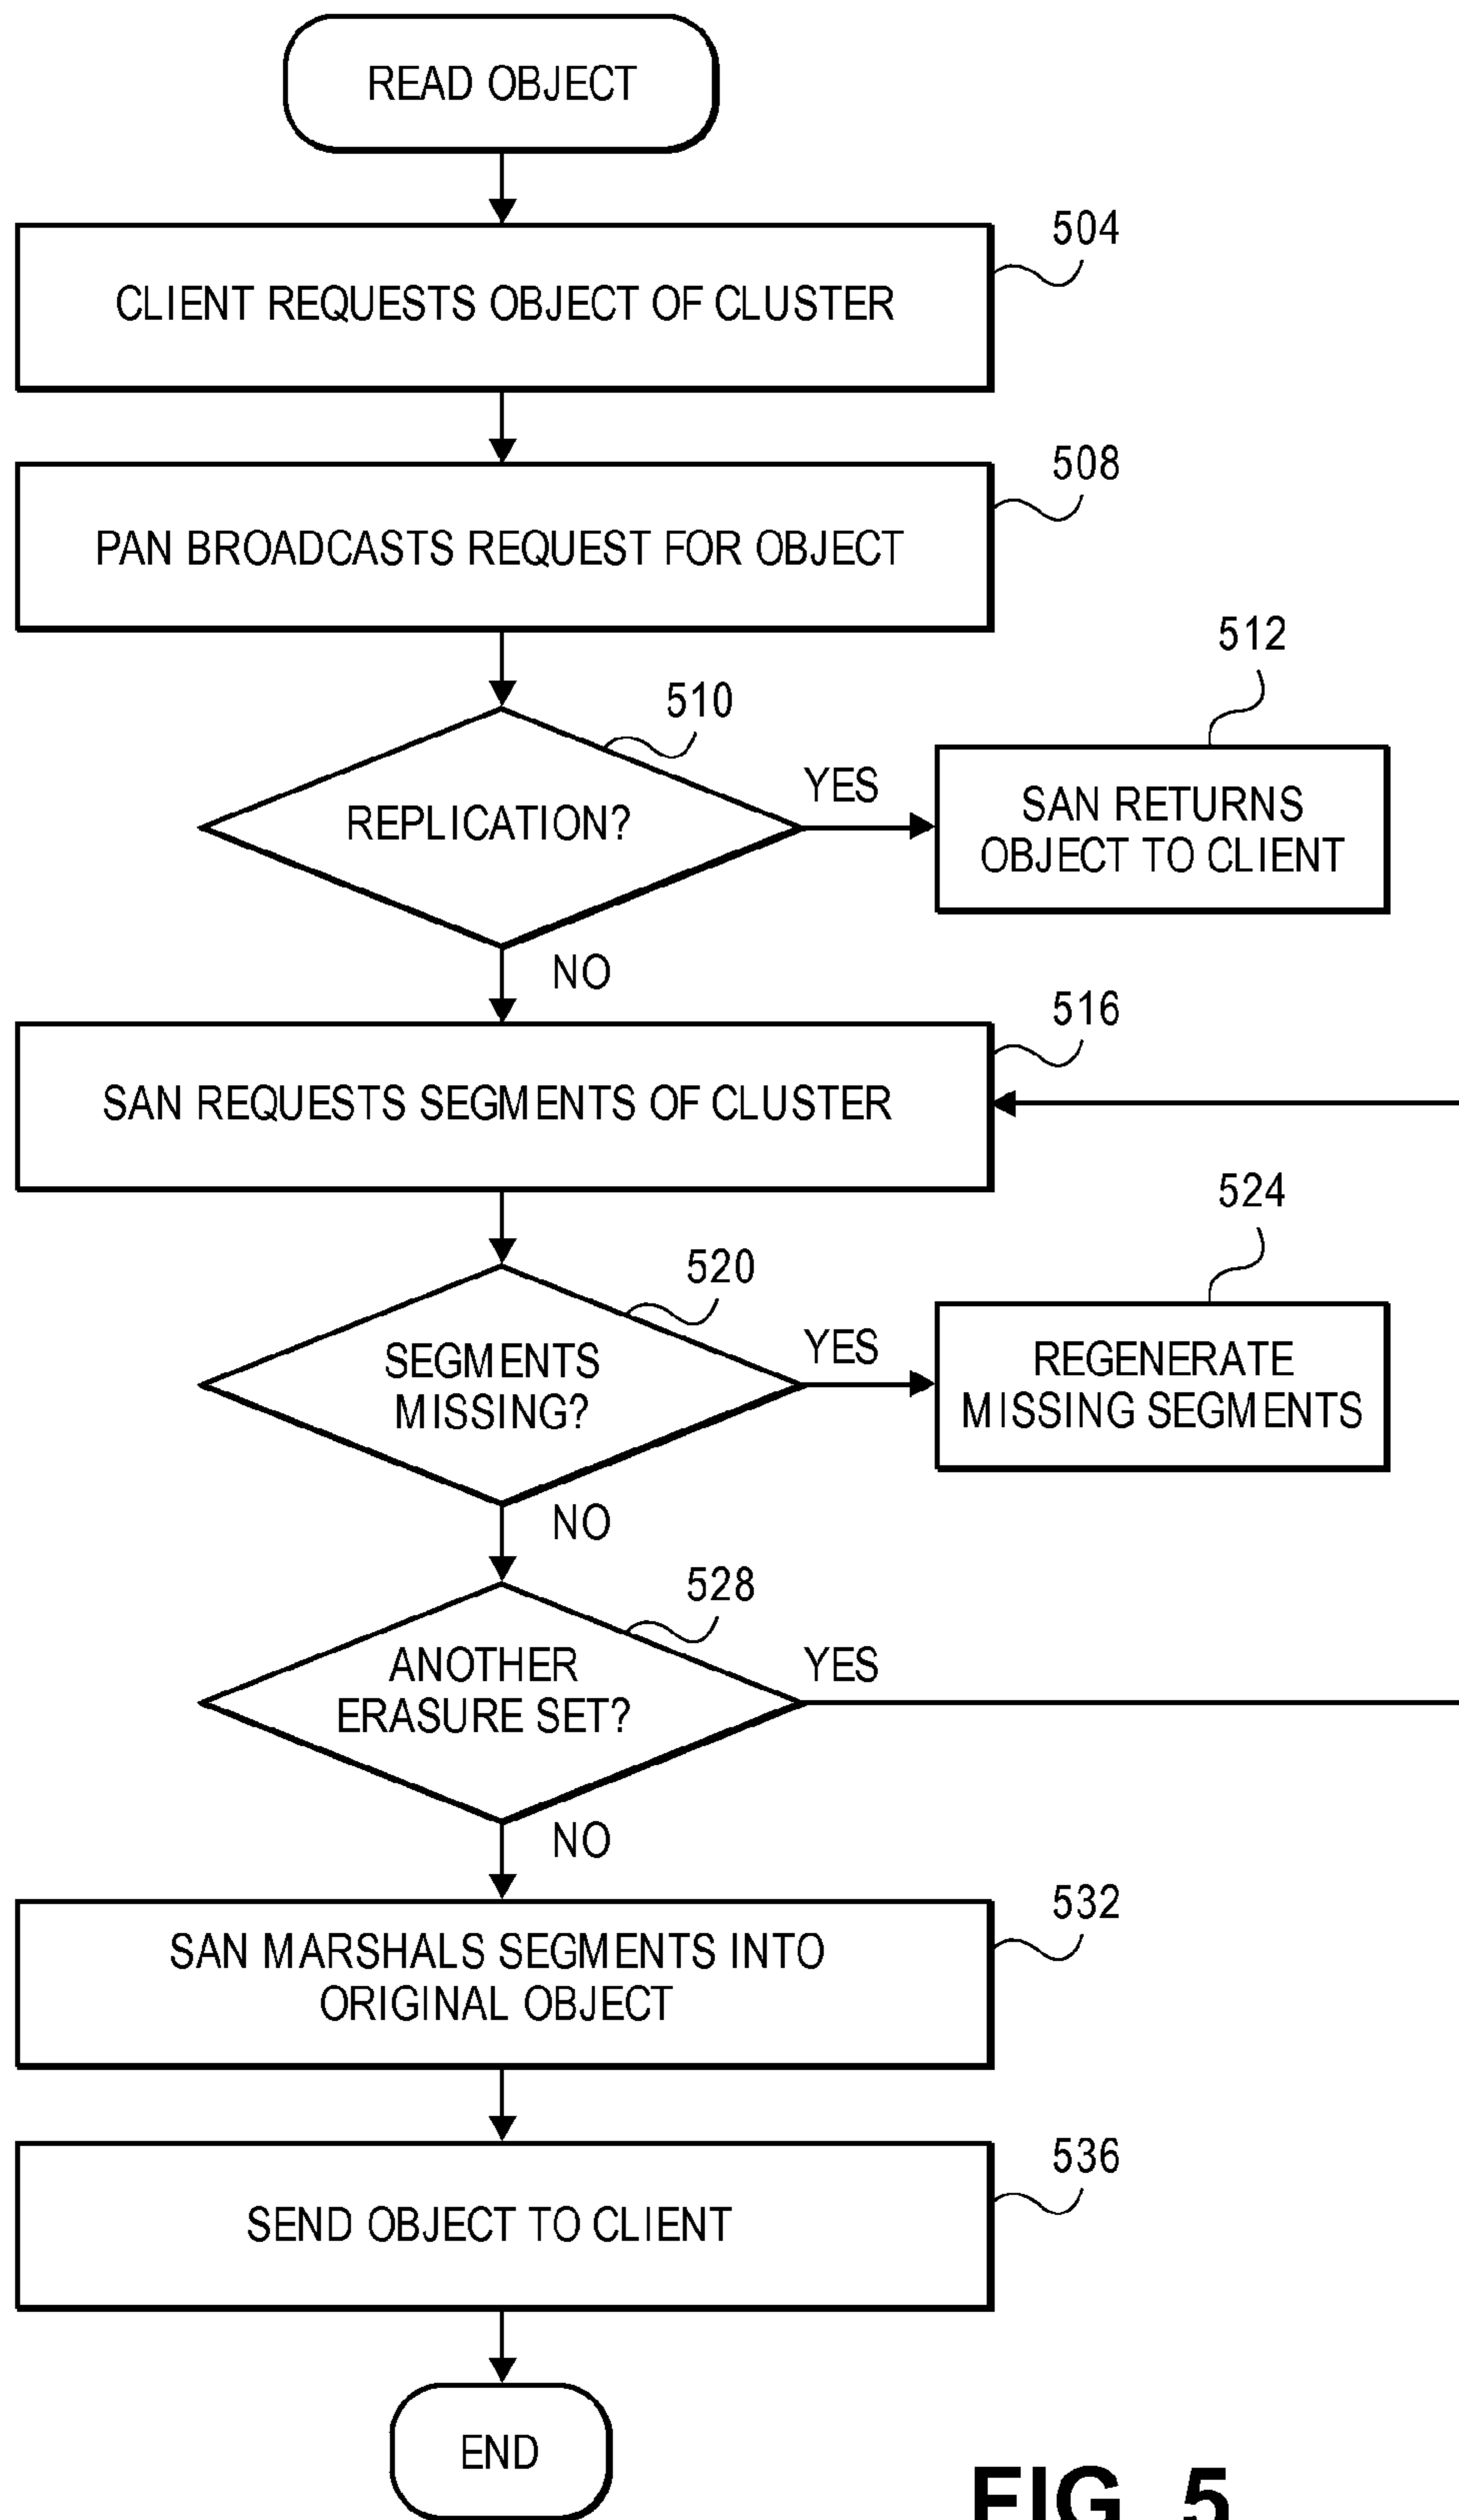 READ OBJECT
504
CLIENT REQUESTS OBJECT OF CLUSTER
508
PAN BROADCASTS REQUEST FOR OBJECT
512
510
YES
REPLICATION?
SAN RETURNS
OBJECT TO CLIENT
NO
516
SAN REQUESTS SEGMENTS OF CLUSTER
524
520
YES
SEGMENTS
MISSING?
REGENERATE
MISSING SEGMENTS
NO
528
YES
ANOTHER
ERASURE SET?
NO
532
SAN MARSHALS SEGMENTS INTO
ORIGINAL OBJECT
536
SEND OBJECT TO CLIENT
END
FIG. 5